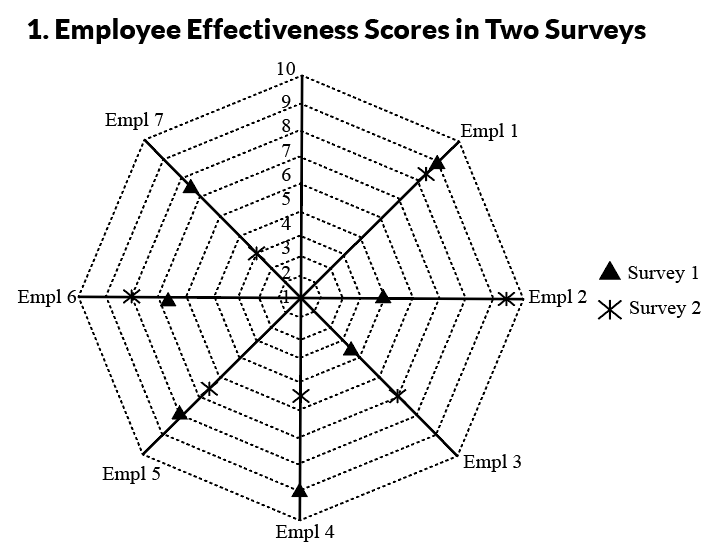 1. Employee Effectiveness Scores in Two Surveys
10
9
8
7
6
5
4
3
2
1
Empl 1
Empl 2
Empl 3
Empl 4
Empl 5
Empl 6
Empl 7
Survey 1
Survey 2